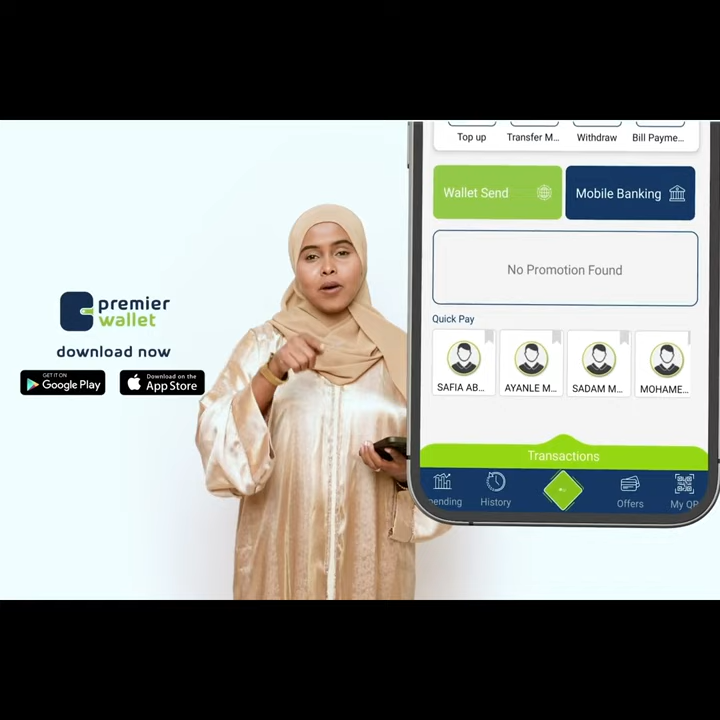 premier
wallet
download now
GET IT ON
Google Play
Download on the
App Store
Top up
Transfer M...
Withdraw
Bill Payme...
Wallet Send
Mobile Banking
No Promotion Found
Quick Pay
SAFIA AB...
AYANLE M...
SADAM M...
MOHAME...
Transactions
ending
History
Offers
My QR